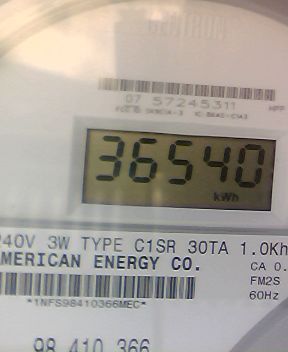 CENTRON
07 57245311
36540
kWh
240V 3W TYPE C1SR 30TA 1.0Kh
AMERICAN ENERGY CO.
CA 0.
FM2S
60Hz
*1NFS98410366MEC*
98 410 366